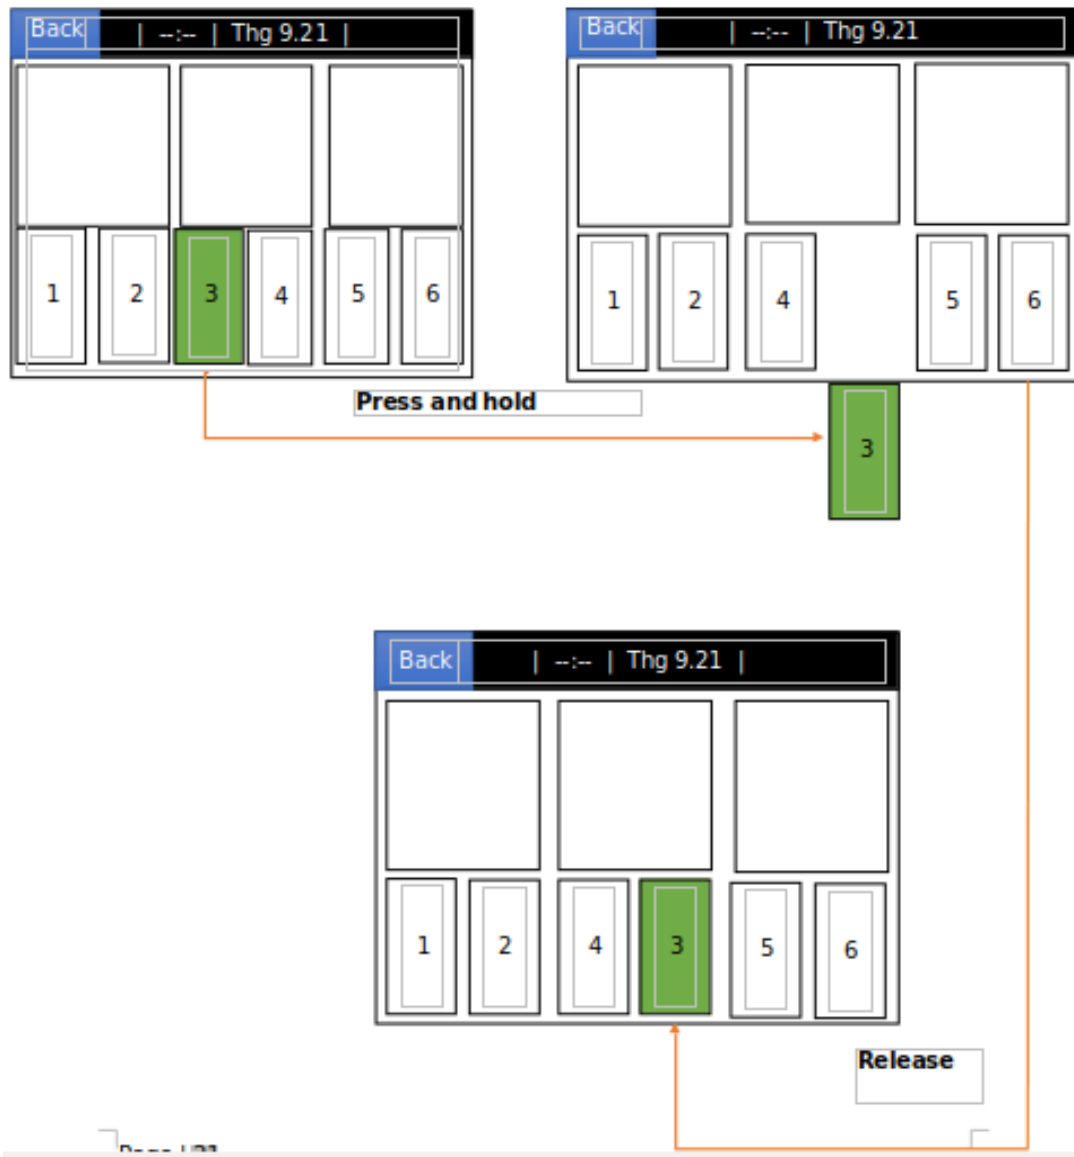 Back | --:-- | Thg 9.21 |
Back | --:-- | Thg 9.21
1 2 3 4 5 6
1 2 4 5 6
Press and hold
3
Back | --:-- | Thg 9.21 |
1 2 4 3 5 6
Release